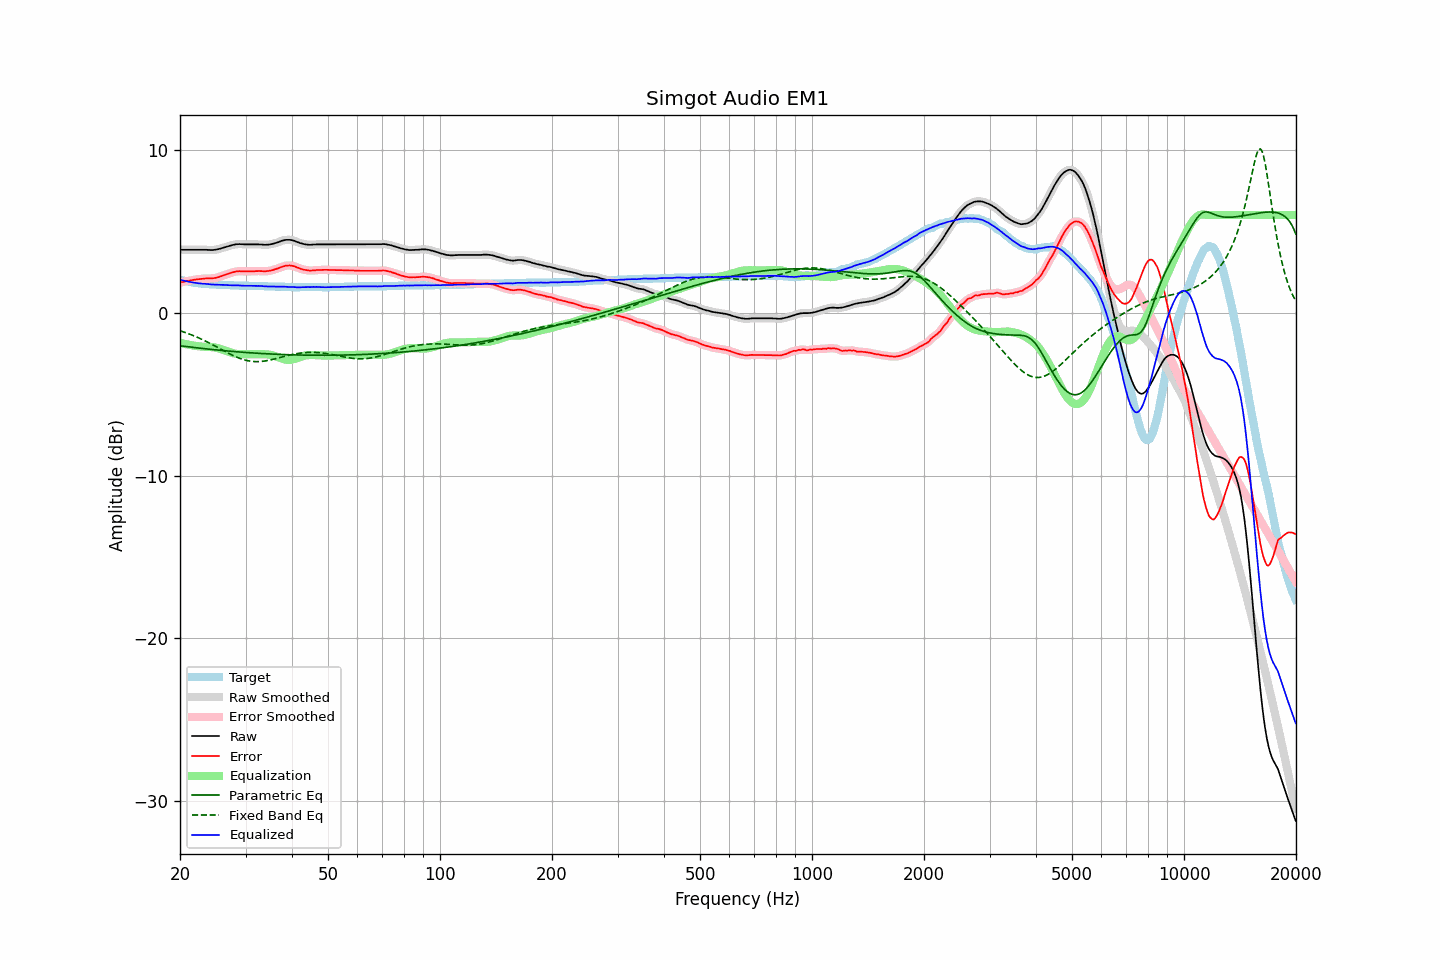 Simgot Audio EM1
Amplitude (dBr)
10
0
−10
−20
−30
Target
Raw Smoothed
Error Smoothed
Raw
Error
Equalization
Parametric Eq
Fixed Band Eq
Equalized
20 50 100 200 500 1000 2000 5000 10000 20000
Frequency (Hz)